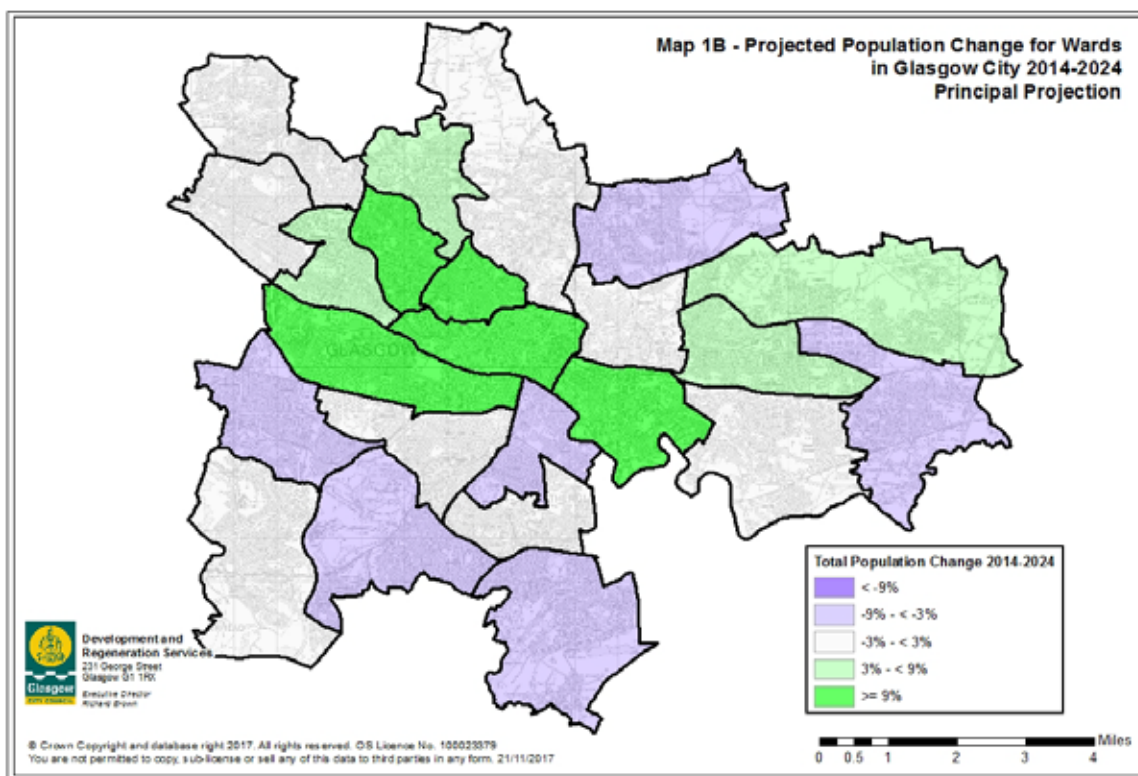 Map 1B - Projected Population Change for Wards
in Glasgow City 2014-2024
Principal Projection
GLASGOW
Total Population Change 2014-2024
< -9%
-9% - < -3%
-3% - < 3%
3% - < 9%
>= 9%
Development and
Regeneration Services
231 George Street
Glasgow G1 1RX
Executive Director
Richard Brown
Glasgow
CITY COUNCIL
© Crown Copyright and database right 2017. All rights reserved. OS Licence No. 100023379
You are not permitted to copy, sub-license or sell any of this data to third parties in any form. 21/11/2017
Miles
0 0.5 1 2 3 4